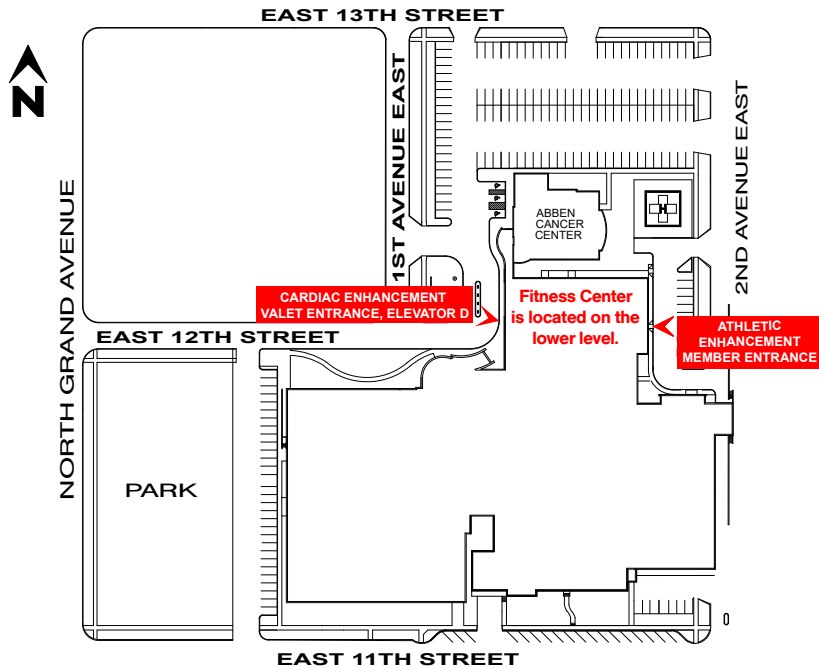 EAST 13TH STREET
N
1ST AVENUE EAST
2ND AVENUE EAST
NORTH GRAND AVENUE
ABBEN
CANCER
CENTER
H
CARDIAC ENHANCEMENT
VALET ENTRANCE, ELEVATOR D
Fitness Center
is located on the
lower level.
ATHLETIC
ENHANCEMENT
MEMBER ENTRANCE
EAST 12TH STREET
PARK
EAST 11TH STREET